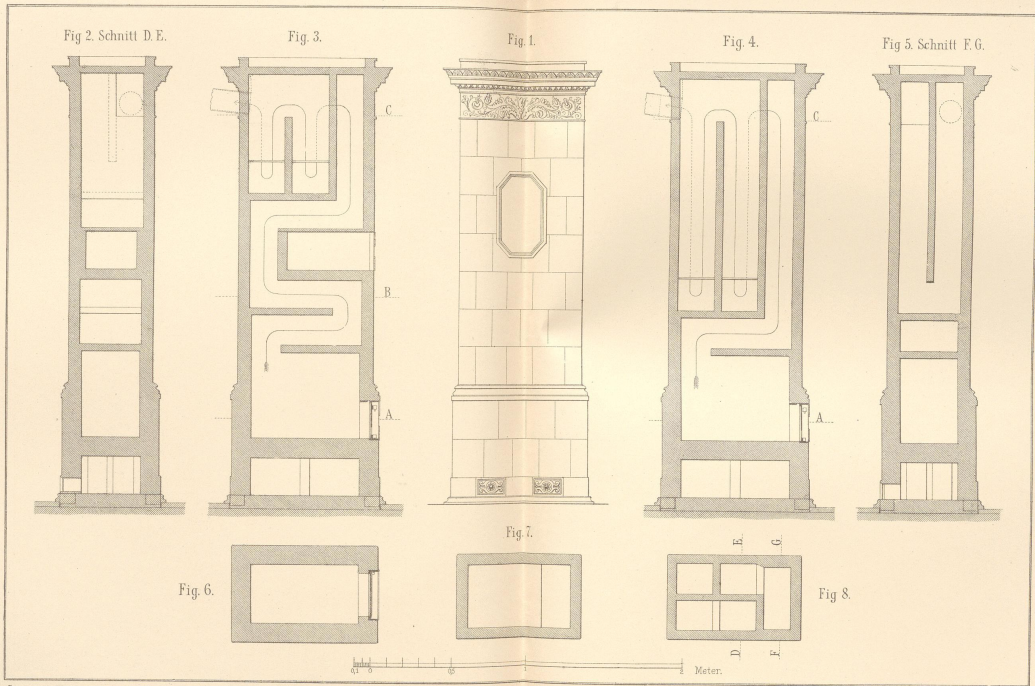 Fig 2. Schnitt D. E.
Fig. 3.
Fig. 1.
Fig. 4.
Fig 5. Schnitt F. G.
C
C
B
A
A
Fig. 7.
E
G
Fig. 6.
Fig 8.
D
F
0,1
0
0,5
1
2
Meter.